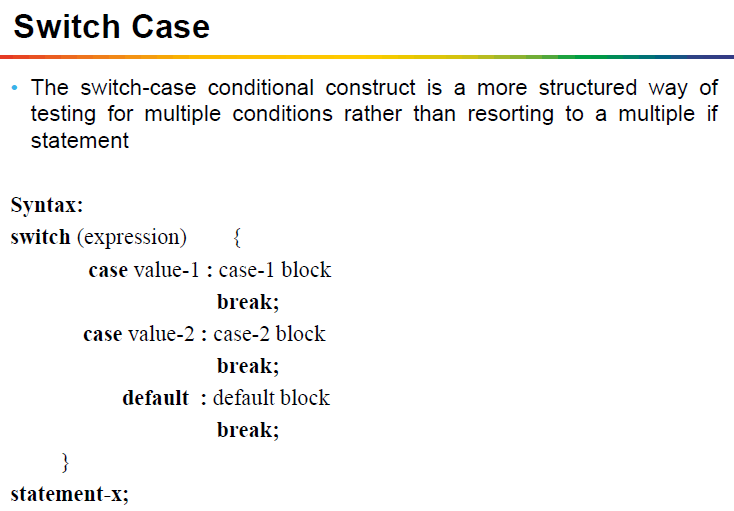 Switch Case
• The switch-case conditional construct is a more structured way of
testing for multiple conditions rather than resorting to a multiple if
statement
Syntax:
switch (expression) {
case value-1 : case-1 block
break;
case value-2 : case-2 block
break;
default : default block
break;
}
statement-x;